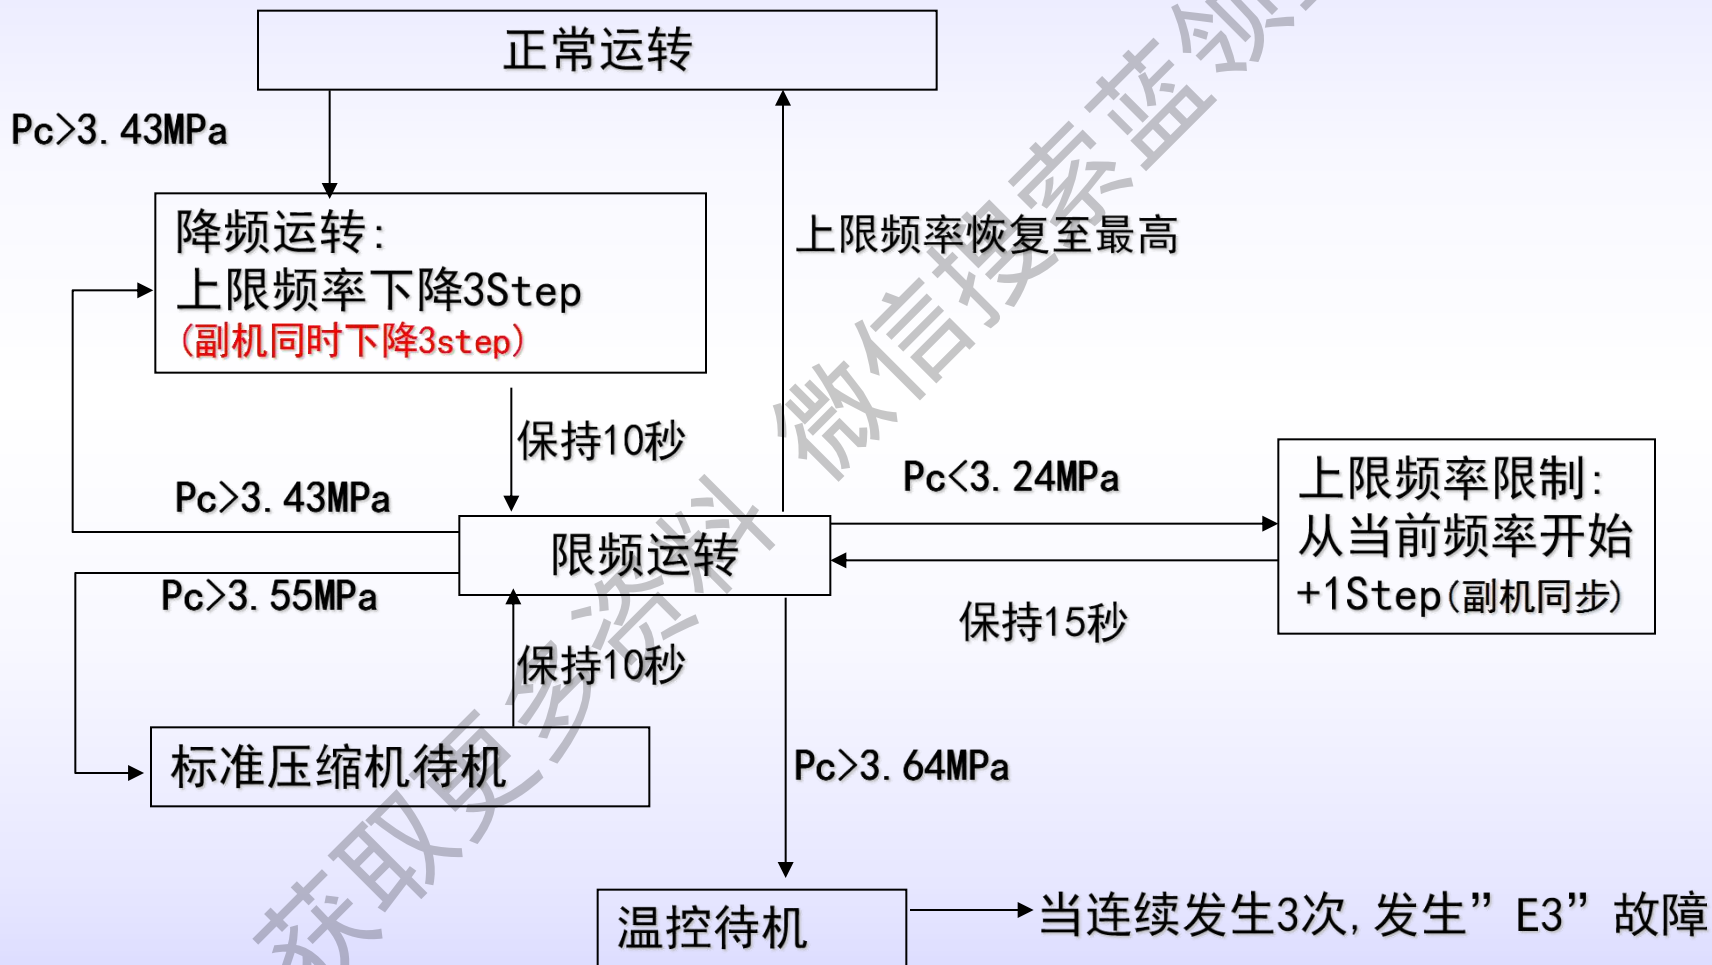 正常运转
Pc>3.43MPa
降频运转:
上限频率下降3Step
(副机同时下降3step)
上限频率恢复至最高
保持10秒
Pc>3.43MPa
Pc<3.24MPa
上限频率限制:
从当前频率开始
+1Step(副机同步)
限频运转
Pc>3.55MPa
保持15秒
保持10秒
标准压缩机待机
Pc>3.64MPa
温控待机
当连续发生3次,发生”E3”故障
获取更多资料 微信搜索蓝领